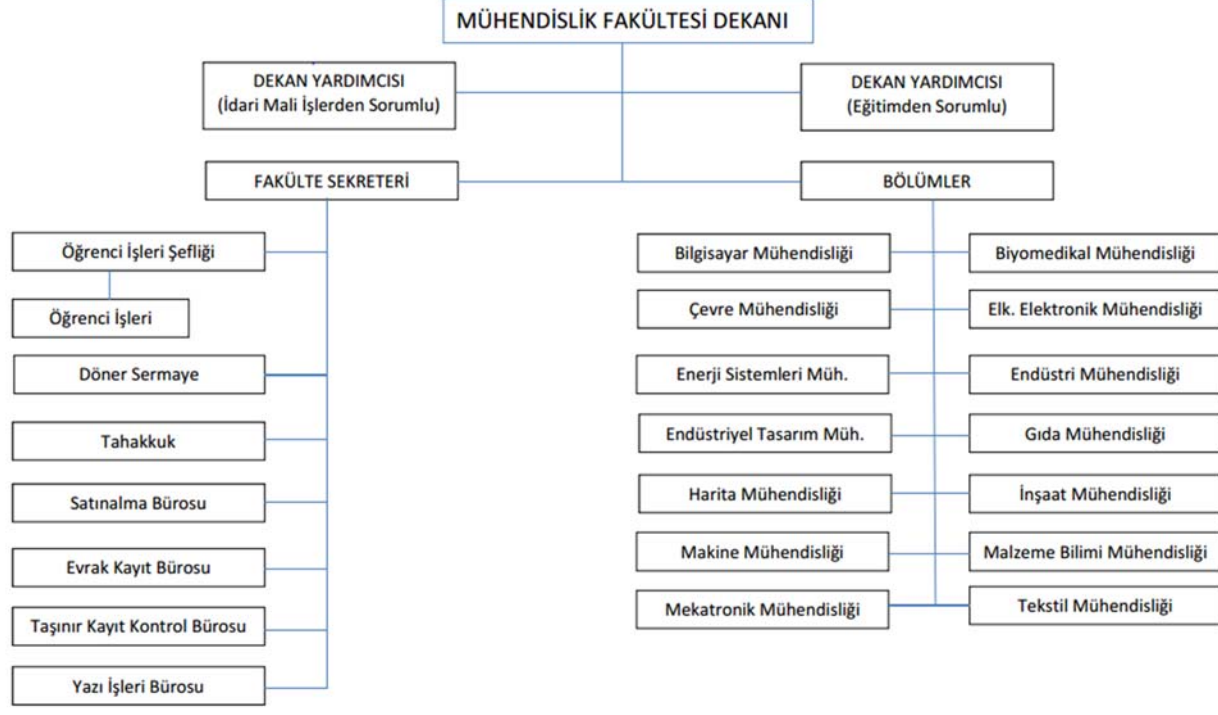 MÜHENDİSLİK FAKÜLTESİ DEKANI
DEKAN YARDIMCISI
(İdari Mali İşlerden Sorumlu)
DEKAN YARDIMCISI
(Eğitimden Sorumlu)
FAKÜLTE SEKRETERİ
BÖLÜMLER
Öğrenci İşleri Şefliği
Öğrenci İşleri
Döner Sermaye
Tahakkuk
Satınalma Bürosu
Evrak Kayıt Bürosu
Taşınır Kayıt Kontrol Bürosu
Yazı İşleri Bürosu
Bilgisayar Mühendisliği
Biyomedikal Mühendisliği
Çevre Mühendisliği
Elk. Elektronik Mühendisliği
Enerji Sistemleri Müh.
Endüstri Mühendisliği
Endüstriyel Tasarım Müh.
Gıda Mühendisliği
Harita Mühendisliği
İnşaat Mühendisliği
Makine Mühendisliği
Malzeme Bilimi Mühendisliği
Mekatronik Mühendisliği
Tekstil Mühendisliği